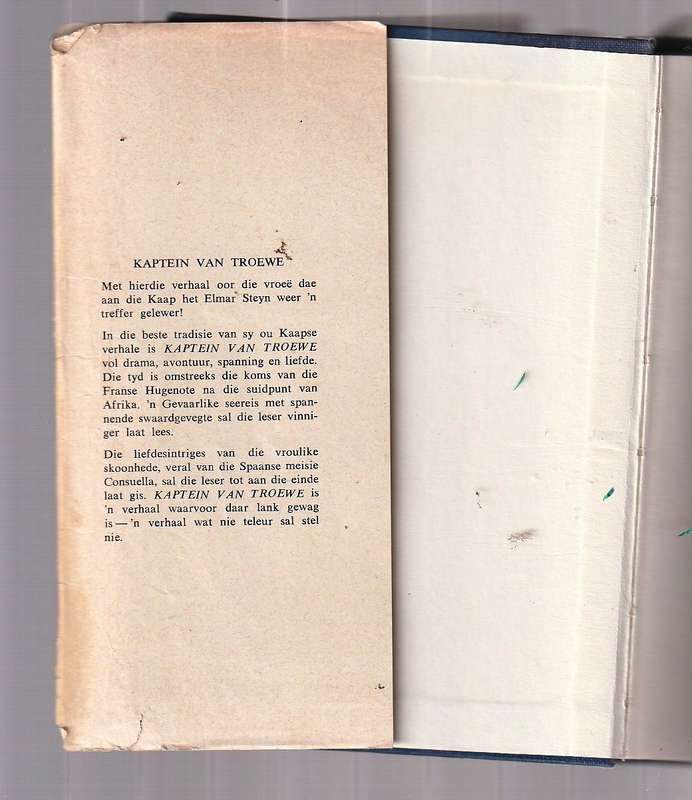 KAPTEIN VAN TROEWE
Met hierdie verhaal oor die vroeë dae
aan die Kaap het Elmar Steyn weer 'n
treffer gelewer!
In die beste tradisie van sy ou Kaapse
verhale is KAPTEIN VAN TROEWE
vol drama, avontuur, spanning en liefde.
Die tyd is omstreeks die koms van die
Franse Hugenote na die suidpunt van
Afrika. 'n Gevaarlike seereis met span-
nende swaardgevegte sal die leser vinni-
ger laat lees.
Die liefdesintriges van die vroulike
skoonhede, veral van die Spaanse meisie
Consuella, sal die leser tot aan die einde
laat gis. KAPTEIN VAN TROEWE is
'n verhaal waarvoor daar lank gewag
is — 'n verhaal wat nie teleur sal stel
nie.